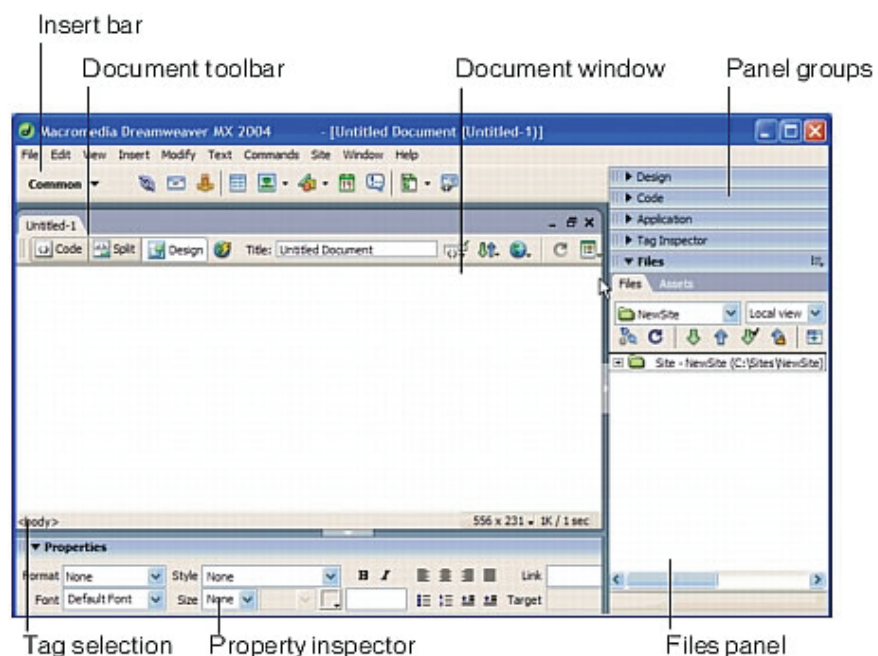 Insert bar
Document toolbar
Document window
Panel groups
Macromedia Dreamweaver MX 2004 - [Untitled Document (Untitled-1)]
File Edit View Insert Modify Text Commands Site Window Help
Common
Design
Code
Application
Tag Inspector
Files
Untitled-1
Code Split Design Title: Untitled Document
Files Assets
NewSite Local view
Site - NewSite (C:\Sites\NewSite)
<body>
556 x 231 1K / 1 sec
Properties
Format None Style None B I Link
Font Default Font Size None Target
Tag selection
Property inspector
Files panel